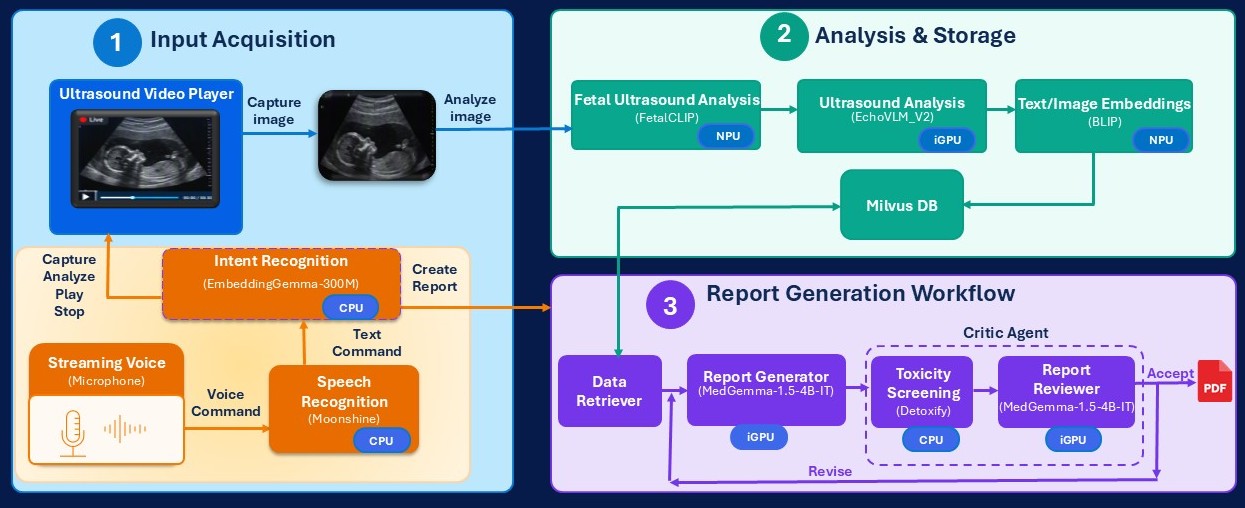 1 Input Acquisition
Ultrasound Video Player
Live
Capture
image
Analyze
image
Capture
Analyze
Play
Stop
Intent Recognition
(EmbeddingGemma-300M)
CPU
Create
Report
Text
Command
Streaming Voice
(Microphone)
Voice
Command
Speech
Recognition
(Moonshine)
CPU
2 Analysis & Storage
Fetal Ultrasound Analysis
(FetalCLIP)
NPU
Ultrasound Analysis
(EchoVLM_V2)
iGPU
Text/Image Embeddings
(BLIP)
NPU
Milvus DB
3 Report Generation Workflow
Critic Agent
Data
Retriever
Report Generator
(MedGemma-1.5-4B-IT)
iGPU
Toxicity
Screening
(Detoxify)
CPU
Report
Reviewer
(MedGemma-1.5-4B-IT)
iGPU
Accept
PDF
Revise